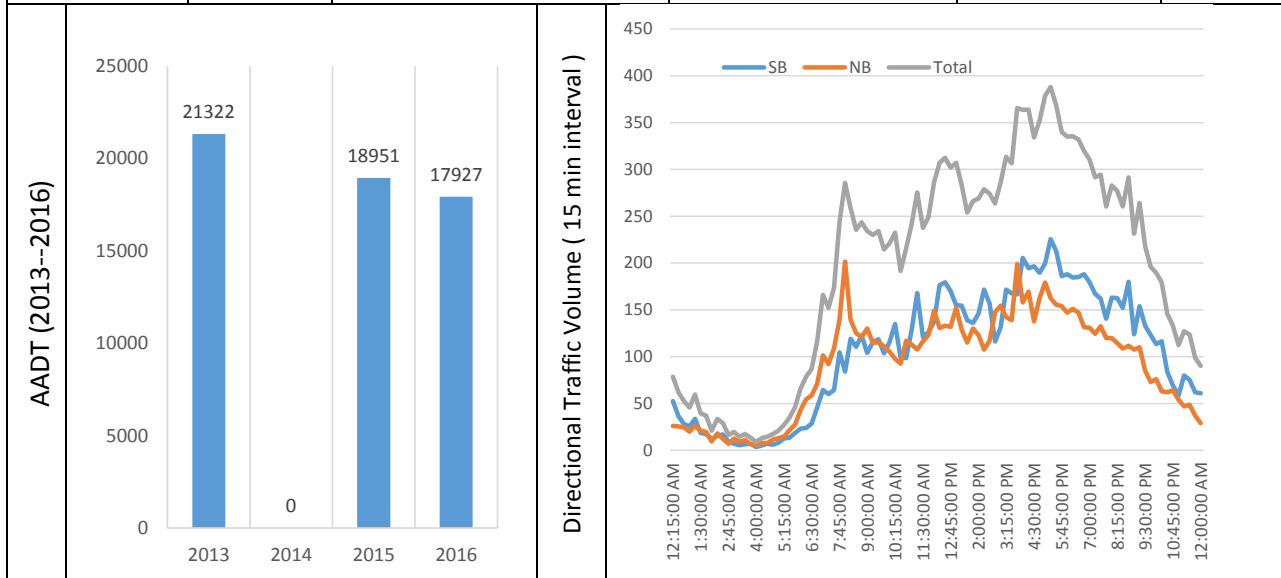 AADT (2013--2016)
25000
20000
15000
10000
5000
0
21322
0
18951
17927
2013 2014 2015 2016
Directional Traffic Volume ( 15 min interval )
450
400
350
300
250
200
150
100
50
0
SB NB Total
12:15:00 AM
1:30:00 AM
2:45:00 AM
4:00:00 AM
5:15:00 AM
6:30:00 AM
7:45:00 AM
9:00:00 AM
10:15:00 AM
11:30:00 AM
12:45:00 PM
2:00:00 PM
3:15:00 PM
4:30:00 PM
5:45:00 PM
7:00:00 PM
8:15:00 PM
9:30:00 PM
10:45:00 PM
12:00:00 AM